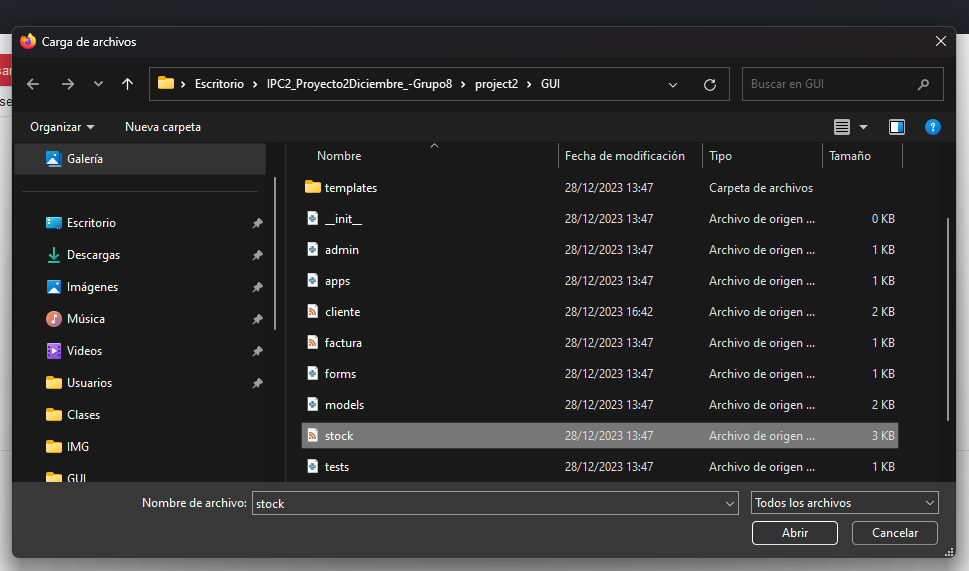 Carga de archivos
Escritorio > IPC2_Proyecto2Diciembre_-Grupo8 > project2 > GUI
Buscar en GUI
Organizar Nueva carpeta
Galería
Escritorio
Descargas
Imágenes
Música
Videos
Usuarios
Clases
IMG
GUI
Nombre Fecha de modificación Tipo Tamaño
templates 28/12/2023 13:47 Carpeta de archivos
__init__ 28/12/2023 13:47 Archivo de origen ... 0 KB
admin 28/12/2023 13:47 Archivo de origen ... 1 KB
apps 28/12/2023 13:47 Archivo de origen ... 1 KB
cliente 28/12/2023 16:42 Archivo de origen ... 2 KB
factura 28/12/2023 13:47 Archivo de origen ... 1 KB
forms 28/12/2023 13:47 Archivo de origen ... 1 KB
models 28/12/2023 13:47 Archivo de origen ... 2 KB
stock 28/12/2023 13:47 Archivo de origen ... 3 KB
tests 28/12/2023 13:47 Archivo de origen ... 1 KB
Nombre de archivo: stock Todos los archivos
Abrir Cancelar